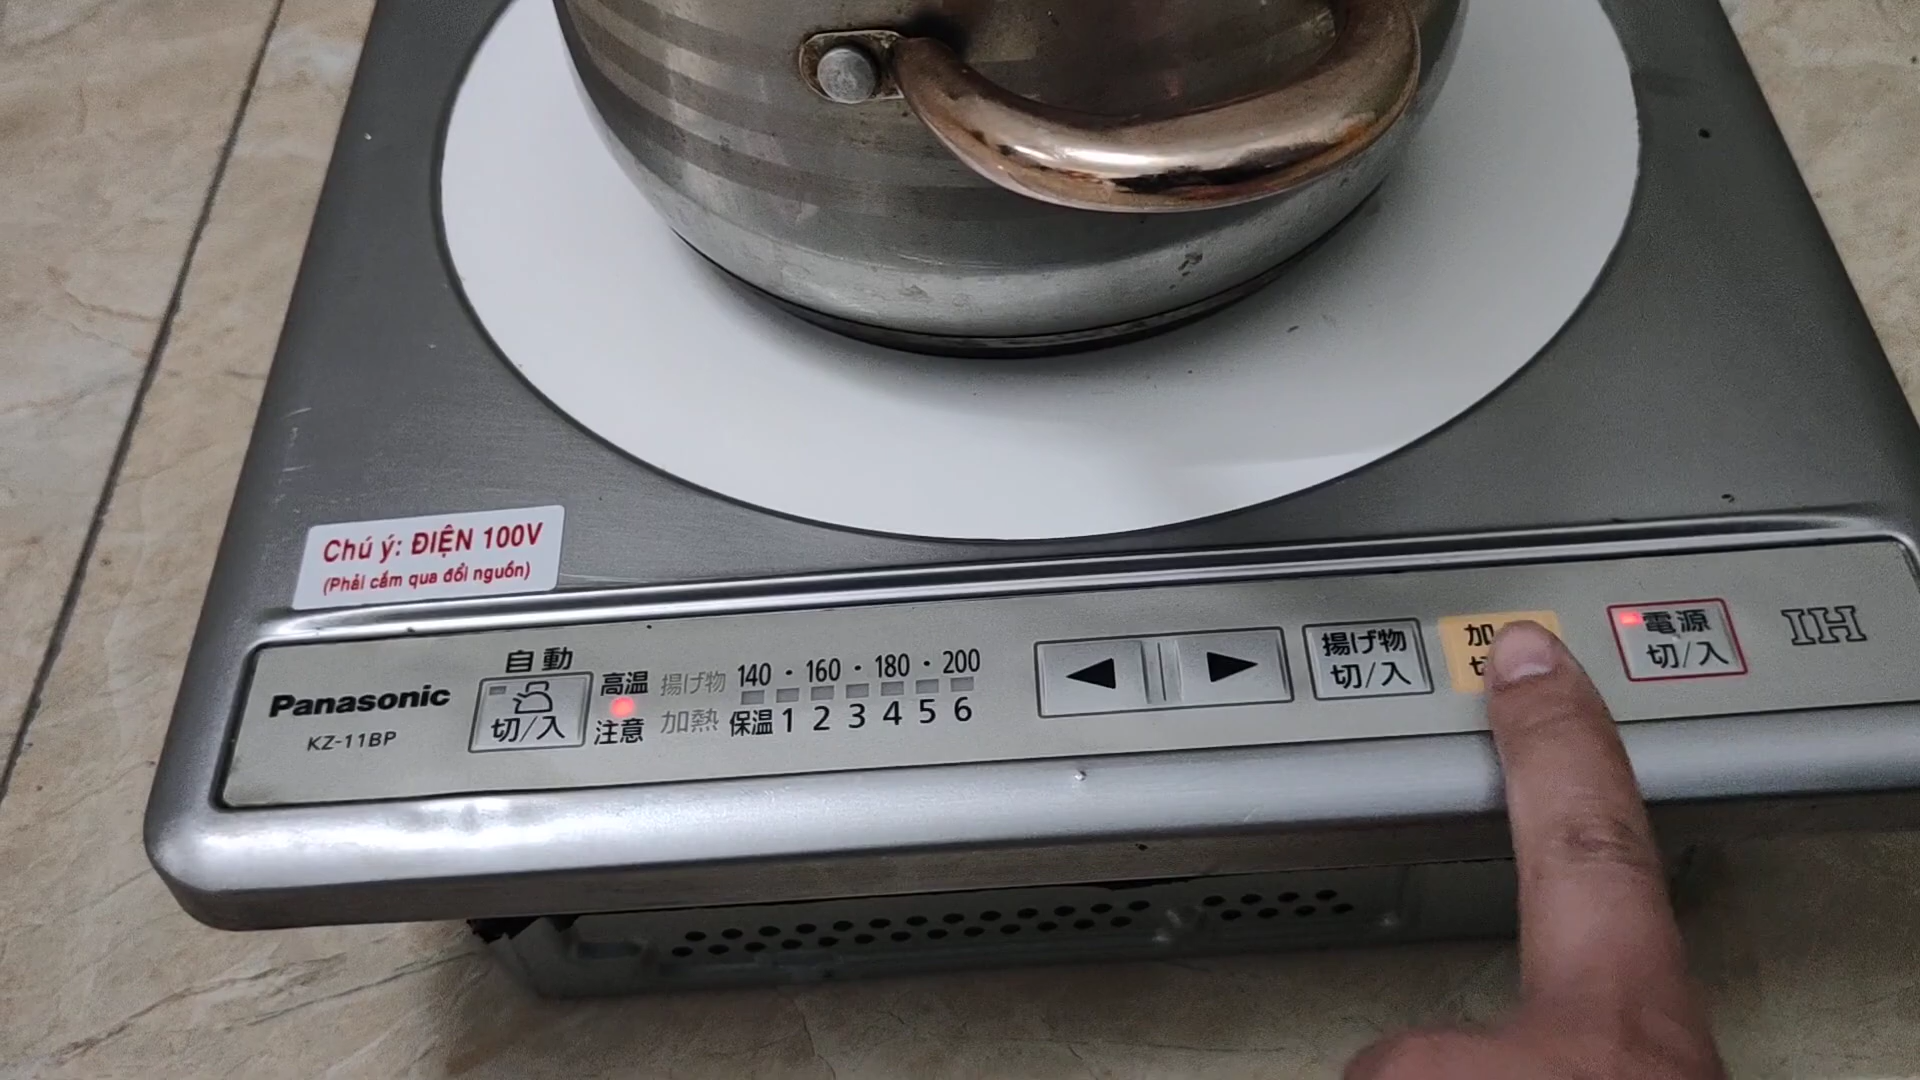 Chú ý: ĐIỆN 100V
(Phải cắm qua đổi nguồn)
Panasonic
KZ-11BP
自動
切/入
高温
注意
揚げ物 140・160・180・200
加熱 保温 1 2 3 4 5 6
揚げ物
切/入
加
電源
切/入
IH